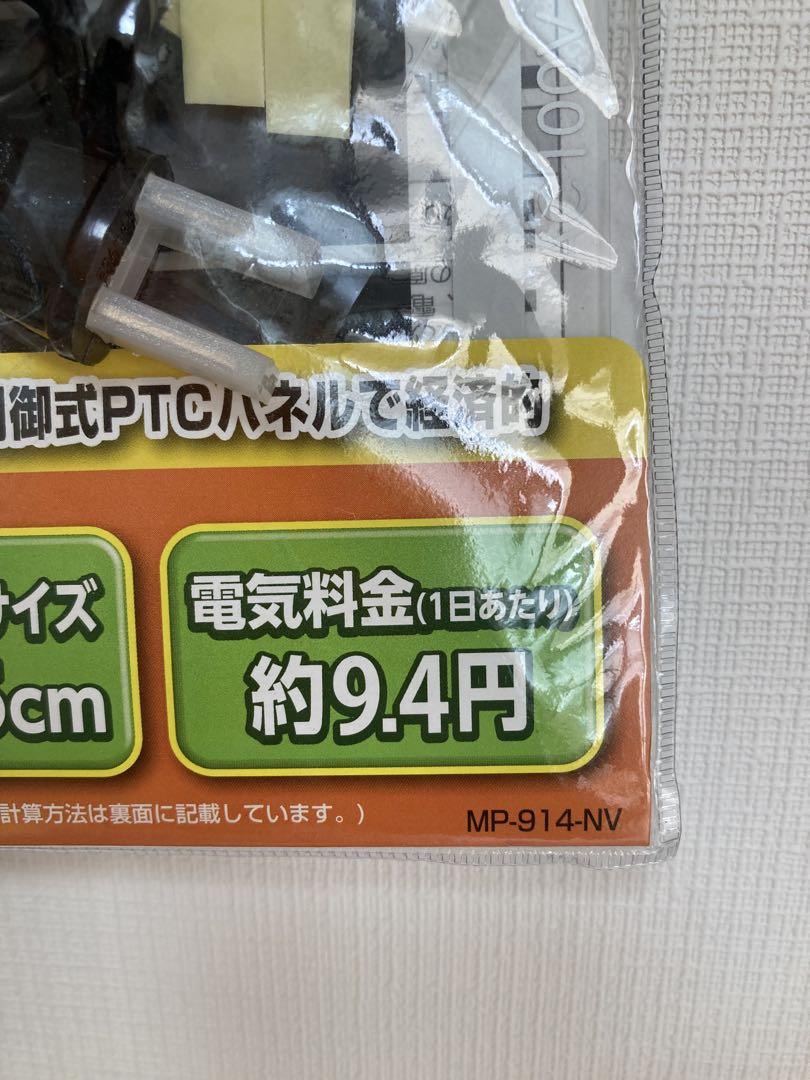 御式PTCパネルで経済的
サイズ
cm
電気料金(1日あたり)
約9.4円
計算方法は裏面に記載しています。)
MP-914-NV